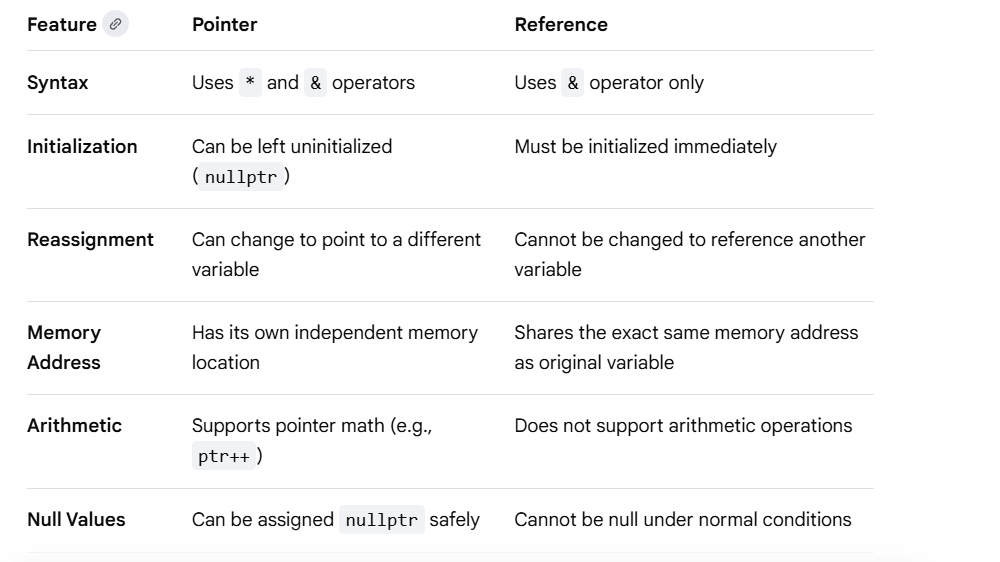 Feature Pointer Reference
Syntax Uses * and & operators Uses & operator only
Initialization Can be left uninitialized Must be initialized immediately
( nullptr )
Reassignment Can change to point to a different Cannot be changed to reference another
variable variable
Memory Has its own independent memory Shares the exact same memory address
Address location as original variable
Arithmetic Supports pointer math (e.g., Does not support arithmetic operations
ptr++ )
Null Values Can be assigned nullptr safely Cannot be null under normal conditions